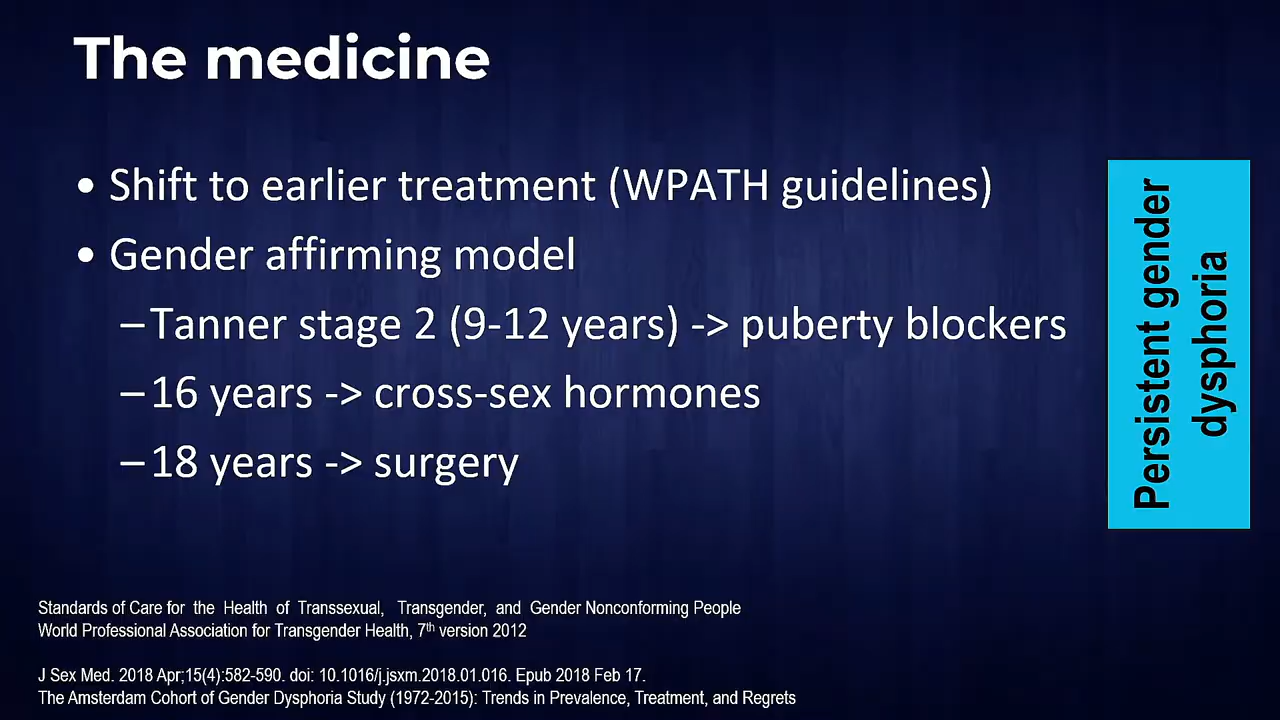 The medicine
• Shift to earlier treatment (WPATH guidelines)
• Gender affirming model
–Tanner stage 2 (9-12 years) -> puberty blockers
–16 years -> cross-sex hormones
–18 years -> surgery
Persistent gender
dysphoria
Standards of Care for the Health of Transsexual, Transgender, and Gender Nonconforming People
World Professional Association for Transgender Health, 7th version 2012
J Sex Med. 2018 Apr;15(4):582-590. doi: 10.1016/j.jsxm.2018.01.016. Epub 2018 Feb 17.
The Amsterdam Cohort of Gender Dysphoria Study (1972-2015): Trends in Prevalence, Treatment, and Regrets